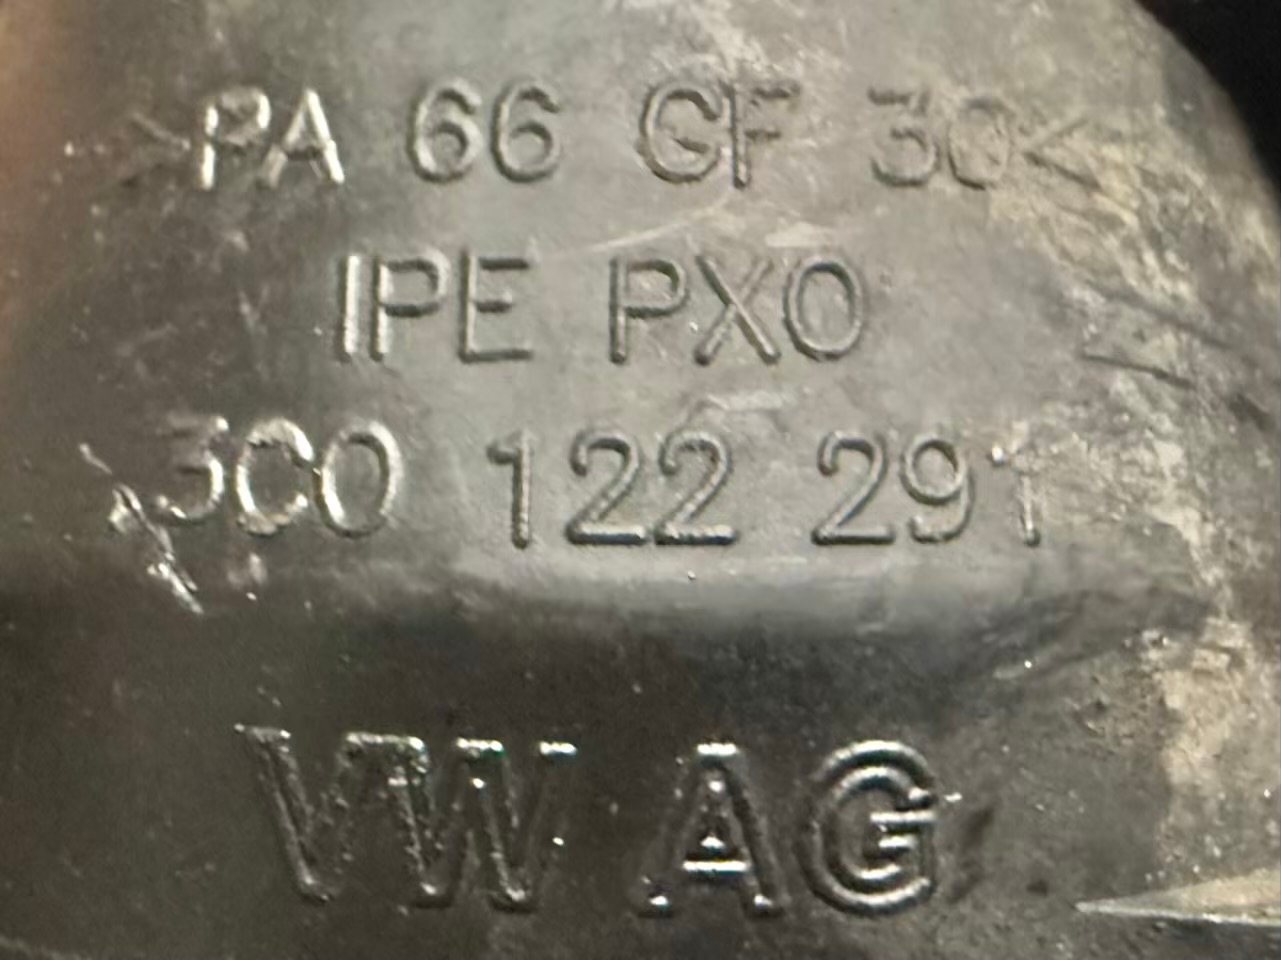 >PA 66 GF 30<
IPE PXO
3C0 122 291
VW AG